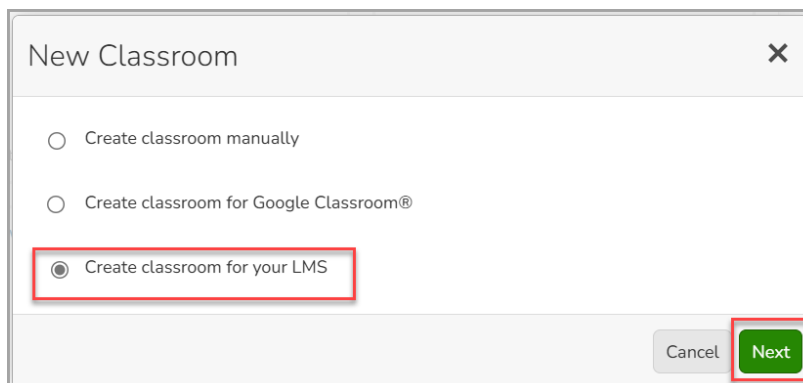 New Classroom
Create classroom manually
Create classroom for Google Classroom®
Create classroom for your LMS
Cancel Next